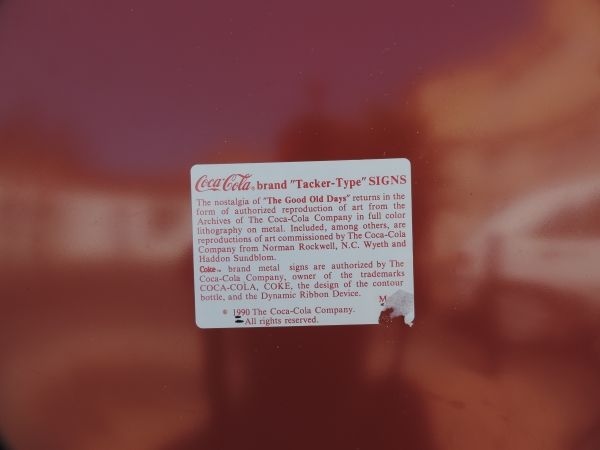 Coca-Cola® brand "Tacker-Type" SIGNS
The nostalgia of "The Good Old Days" returns in the
form of authorized reproduction of art from the
Archives of The Coca-Cola Company in full color
lithography on metal. Included, among others, are
reproductions of art commissioned by The Coca-Cola
Company from Norman Rockwell, N.C. Wyeth and
Haddon Sundblom.
Coke™ brand metal signs are authorized by The
Coca-Cola Company, owner of the trademarks
COCA-COLA, COKE, the design of the contour
bottle, and the Dynamic Ribbon Device.
© 1990 The Coca-Cola Company.
All rights reserved.